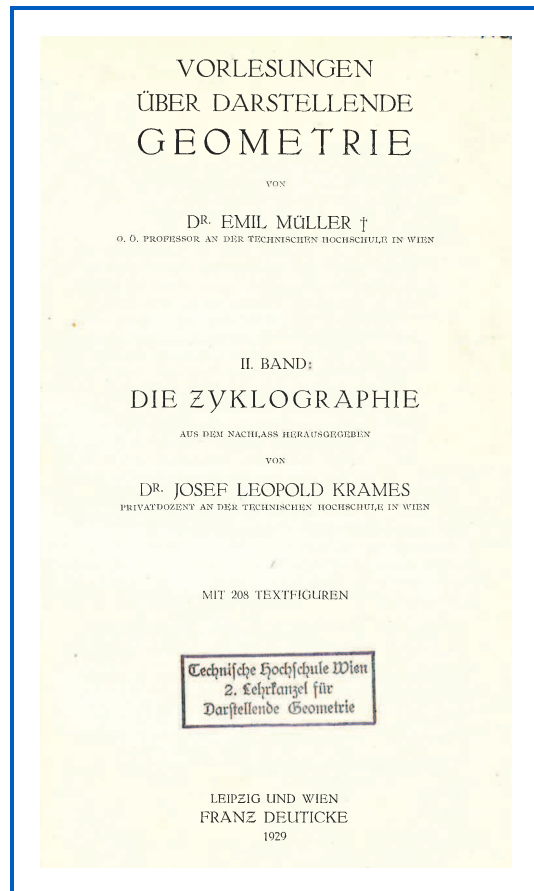 VORLESUNGEN
ÜBER DARSTELLENDE
GEOMETRIE
VON
DR. EMIL MÜLLER †
O. Ö. PROFESSOR AN DER TECHNISCHEN HOCHSCHULE IN WIEN
II. BAND:
DIE ZYKLOGRAPHIE
AUS DEM NACHLASS HERAUSGEGEBEN
VON
DR. JOSEF LEOPOLD KRAMES
PRIVATDOZENT AN DER TECHNISCHEN HOCHSCHULE IN WIEN
MIT 208 TEXTFIGUREN
Technische Hochschule Wien
2. Lehrkanzel für
Darstellende Geometrie
LEIPZIG UND WIEN
FRANZ DEUTICKE
1929